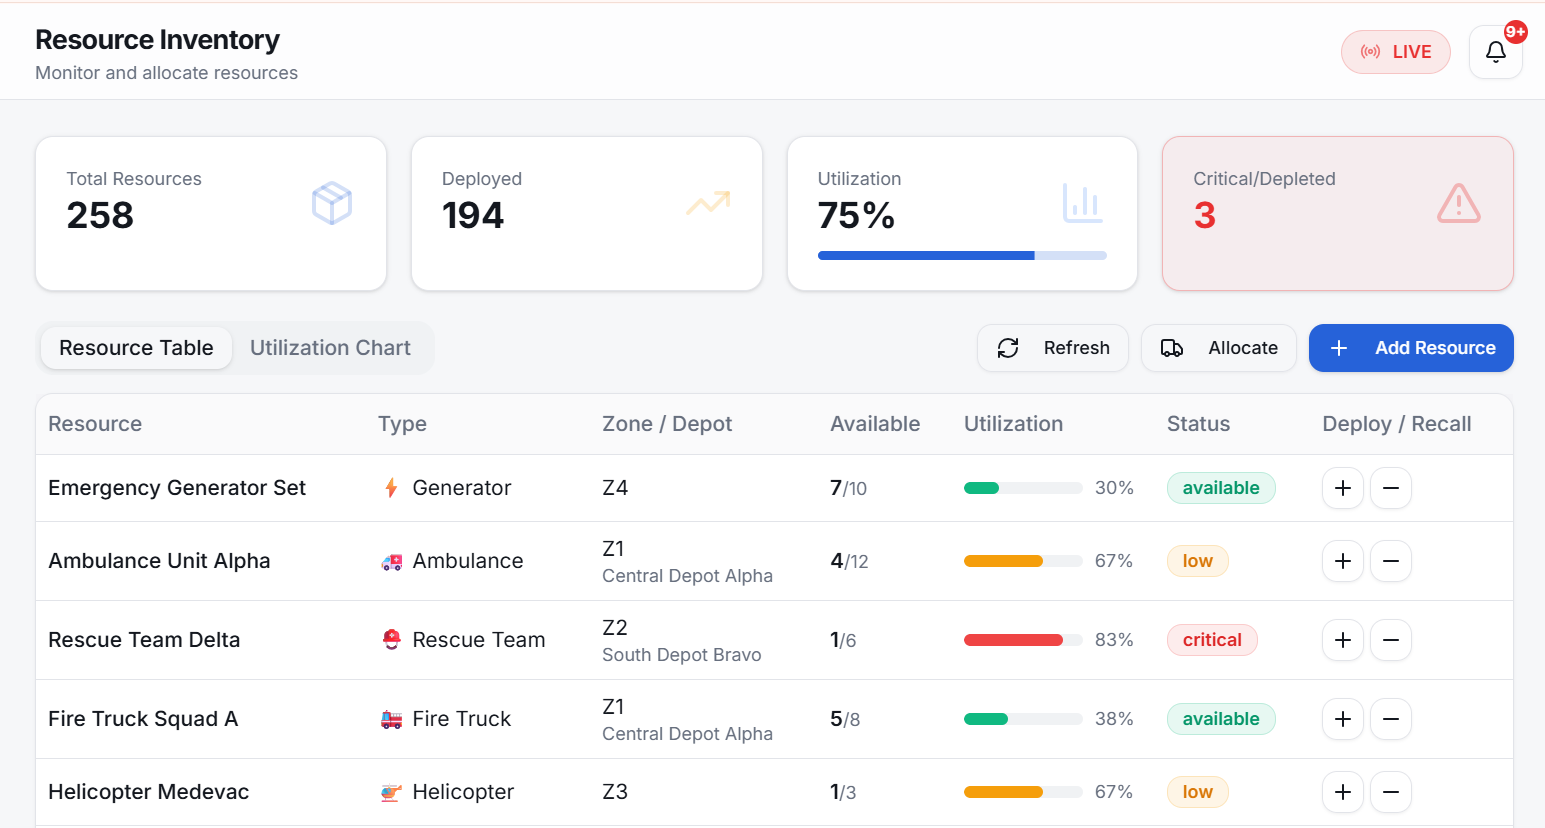 Resource Inventory
Monitor and allocate resources
LIVE
9+
Total Resources
258
Deployed
194
Utilization
75%
Critical/Depleted
3
Resource Table
Utilization Chart
Refresh
Allocate
Add Resource
Resource Type Zone / Depot Available Utilization Status Deploy / Recall
Emergency Generator Set Generator Z4 7/10 30% available + −
Ambulance Unit Alpha Ambulance Z1 4/12 67% low + −
Central Depot Alpha
Rescue Team Delta Rescue Team Z2 1/6 83% critical + −
South Depot Bravo
Fire Truck Squad A Fire Truck Z1 5/8 38% available + −
Central Depot Alpha
Helicopter Medevac Helicopter Z3 1/3 67% low + −